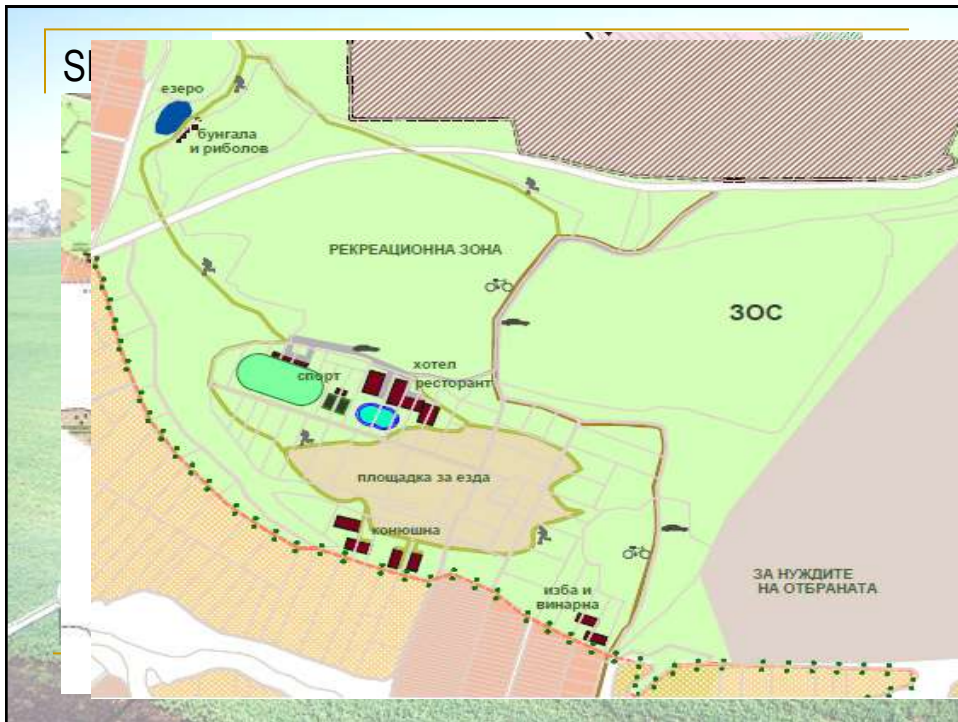 езеро
бунгала
и риболов
РЕКРЕАЦИОННА ЗОНА
ЗОС
хотел
ресторант
спорт
площадка за езда
конюшна
изба и
винарна
ЗА НУЖДИТЕ
НА ОТБРАНАТА